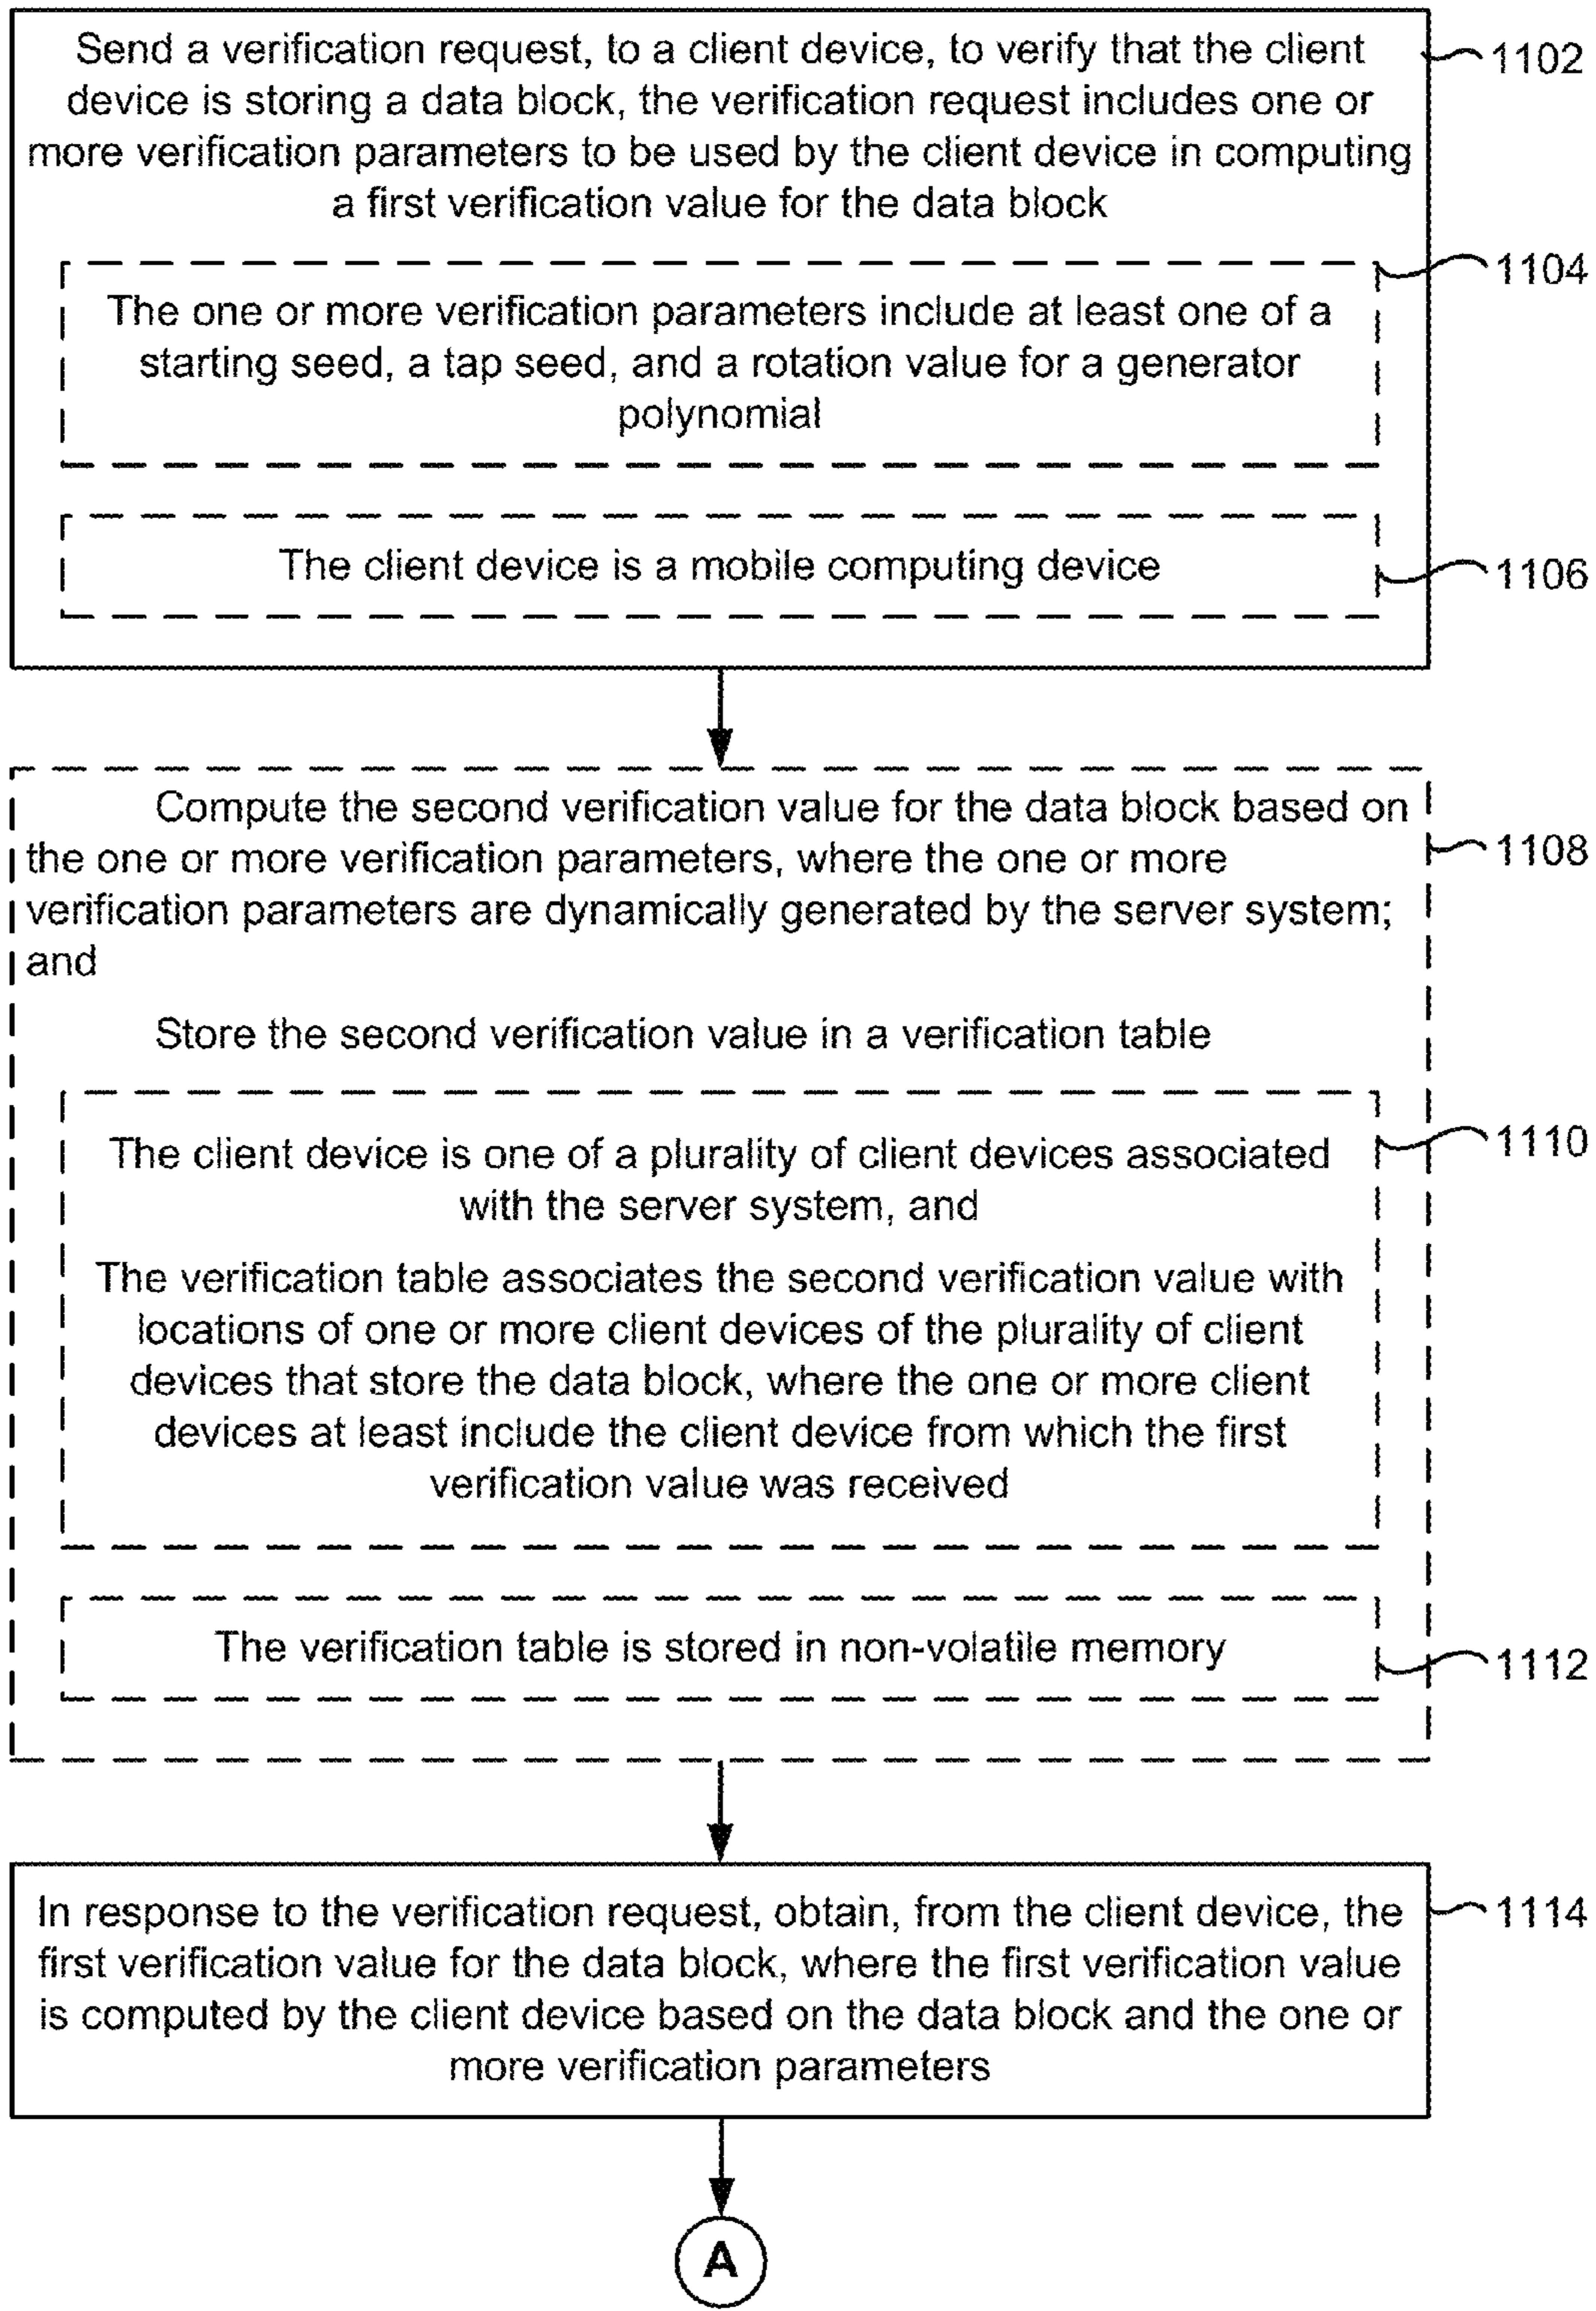 Send a verification request, to a client device, to verify that the client
device is storing a data block, the verification request includes one or
more verification parameters to be used by the client device in computing
a first verification value for the data block
1102
The one or more verification parameters include at least one of a
starting seed, a tap seed, and a rotation value for a generator
polynomial
1104
The client device is a mobile computing device
1106
Compute the second verification value for the data block based on
the one or more verification parameters, where the one or more
verification parameters are dynamically generated by the server system;
and
1108
Store the second verification value in a verification table
The client device is one of a plurality of client devices associated
with the server system, and
1110
The verification table associates the second verification value with
locations of one or more client devices of the plurality of client
devices that store the data block, where the one or more client
devices at least include the client device from which the first
verification value was received
The verification table is stored in non-volatile memory
1112
In response to the verification request, obtain, from the client device, the
first verification value for the data block, where the first verification value
is computed by the client device based on the data block and the one or
more verification parameters
1114
A